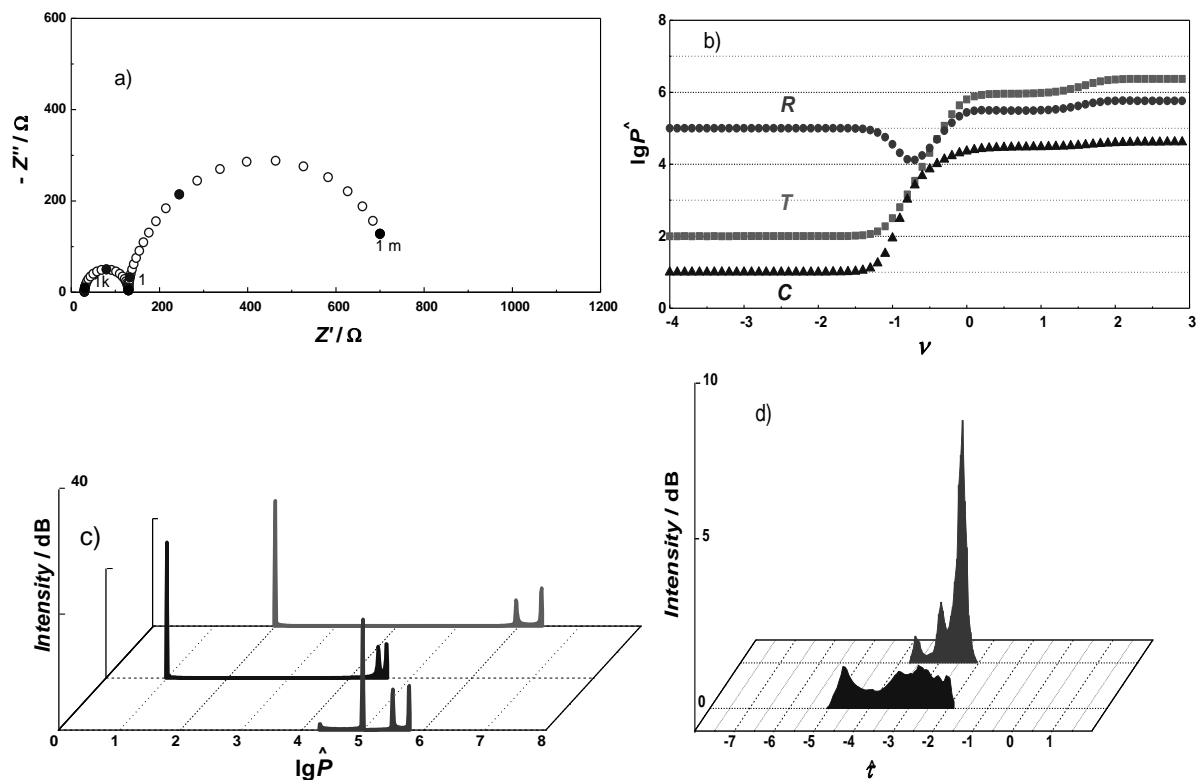 a)
600
400
200
0
- Z'' / Ω
1k
1
1 m
0 200 400 600 800 1000 1200
Z' / Ω
b)
8
6
4
2
0
lgP^
R
T
C
-4 -3 -2 -1 0 1 2 3
ν
c)
40
Intensity / dB
0 1 2 3 4 5 6 7 8
lgP^
d)
10
5
0
Intensity / dB
-7 -6 -5 -4 -3 -2 -1 0 1